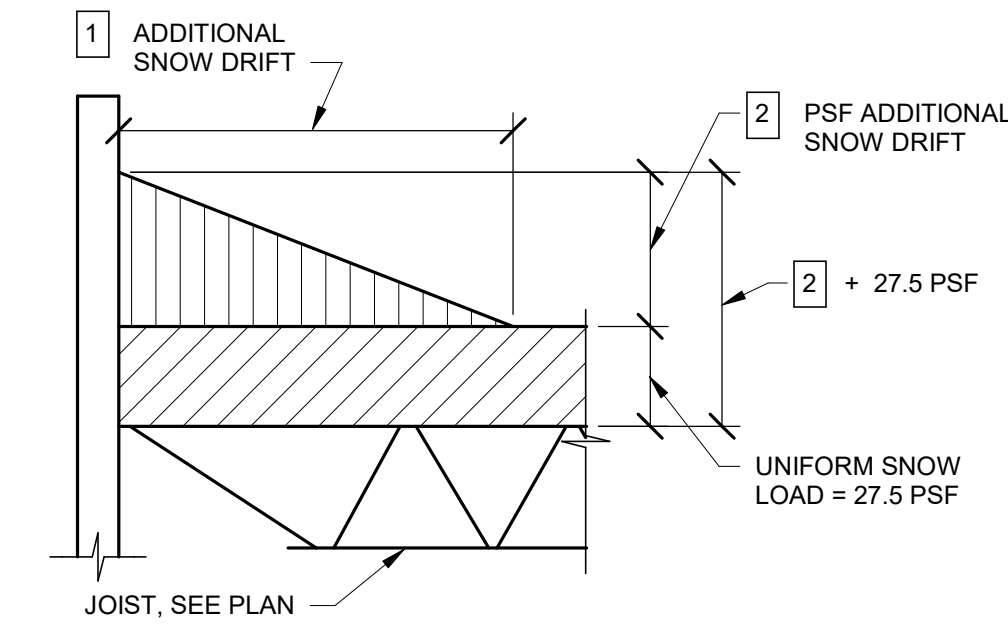 1 ADDITIONAL
SNOW DRIFT
2 PSF ADDITIONAL
SNOW DRIFT
2 + 27.5 PSF
UNIFORM SNOW
LOAD = 27.5 PSF
JOIST, SEE PLAN